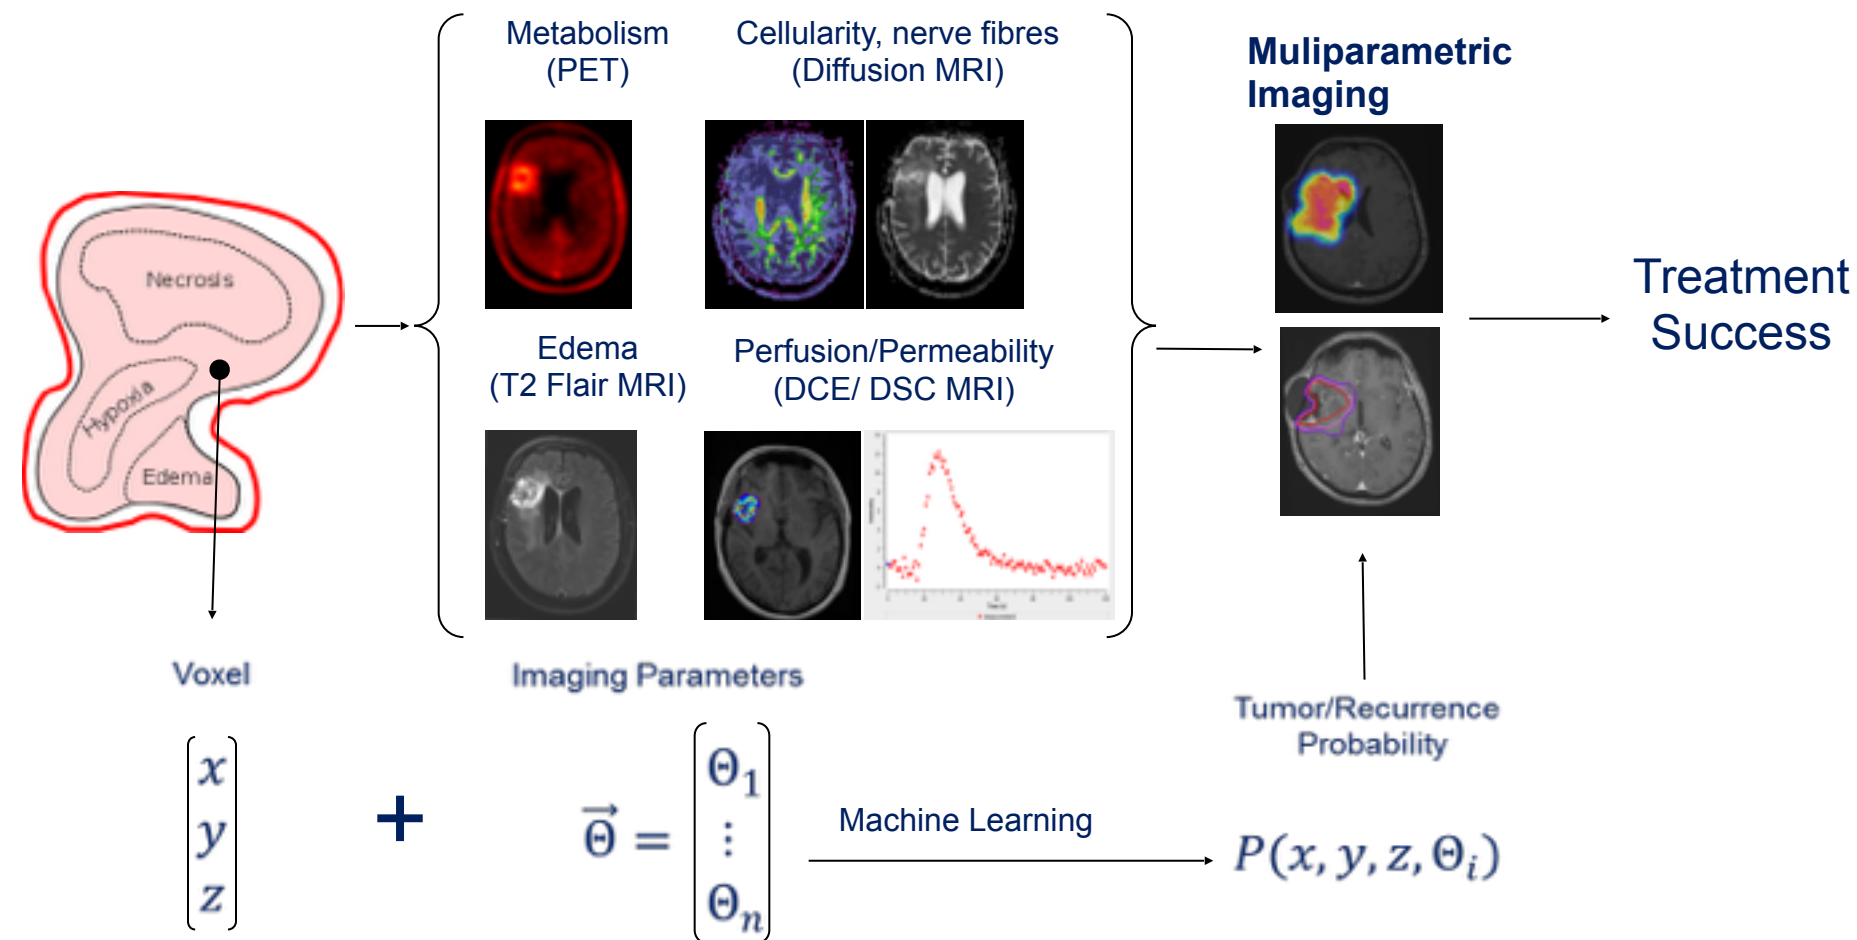 Metabolism
(PET)
Cellularity, nerve fibres
(Diffusion MRI)
Muliparametric
Imaging
Necrosis
Hypoxia
Edema
Edema
(T2 Flair MRI)
Perfusion/Permeability
(DCE/ DSC MRI)
Treatment
Success
Voxel
Imaging Parameters
Tumor/Recurrence
Probability
x
y
z
+
Θ⃗ =
Θ₁
⋮
Θₙ
Machine Learning
P(x, y, z, Θᵢ)